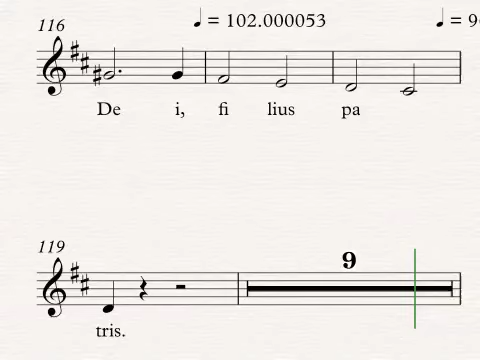 116 ♩ = 102.000053 ♩ = 9
De i, fi lius pa
119 9
tris.